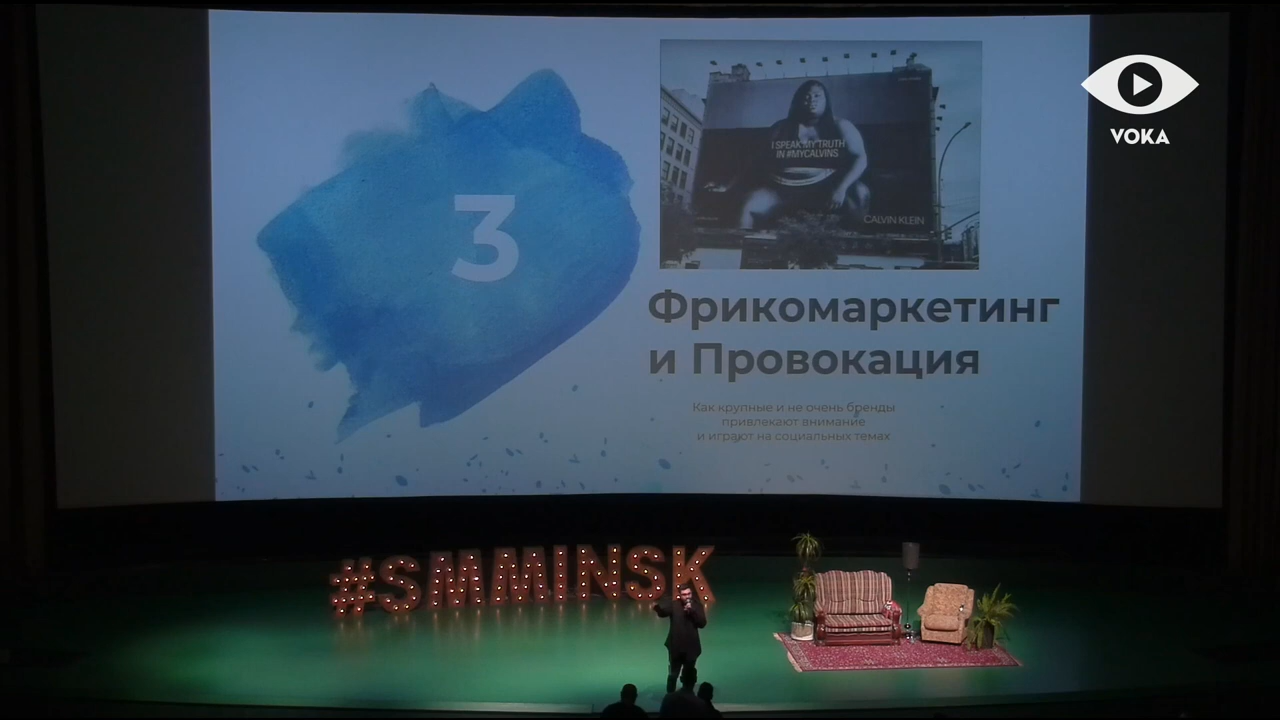 3
I SPEAK MY TRUTH
IN #MYCALVINS
CALVIN KLEIN
VOKA
Фрикомаркетинг
и Провокация
Как крупные и не очень бренды
привлекают внимание
и играют на социальных темах
#SMMINSK